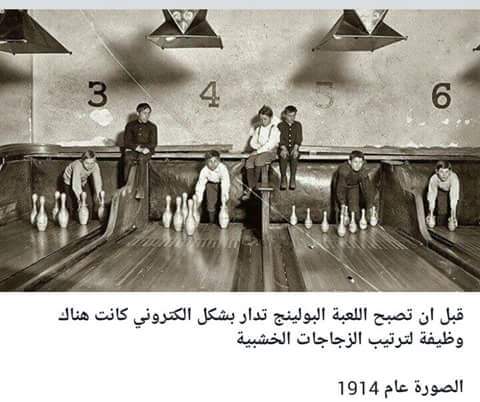 3 4 5 6
قبل ان تصبح اللعبة البولينج تدار بشكل الكتروني كانت هناك
وظيفة لترتيب الزجاجات الخشبية
الصورة عام 1914